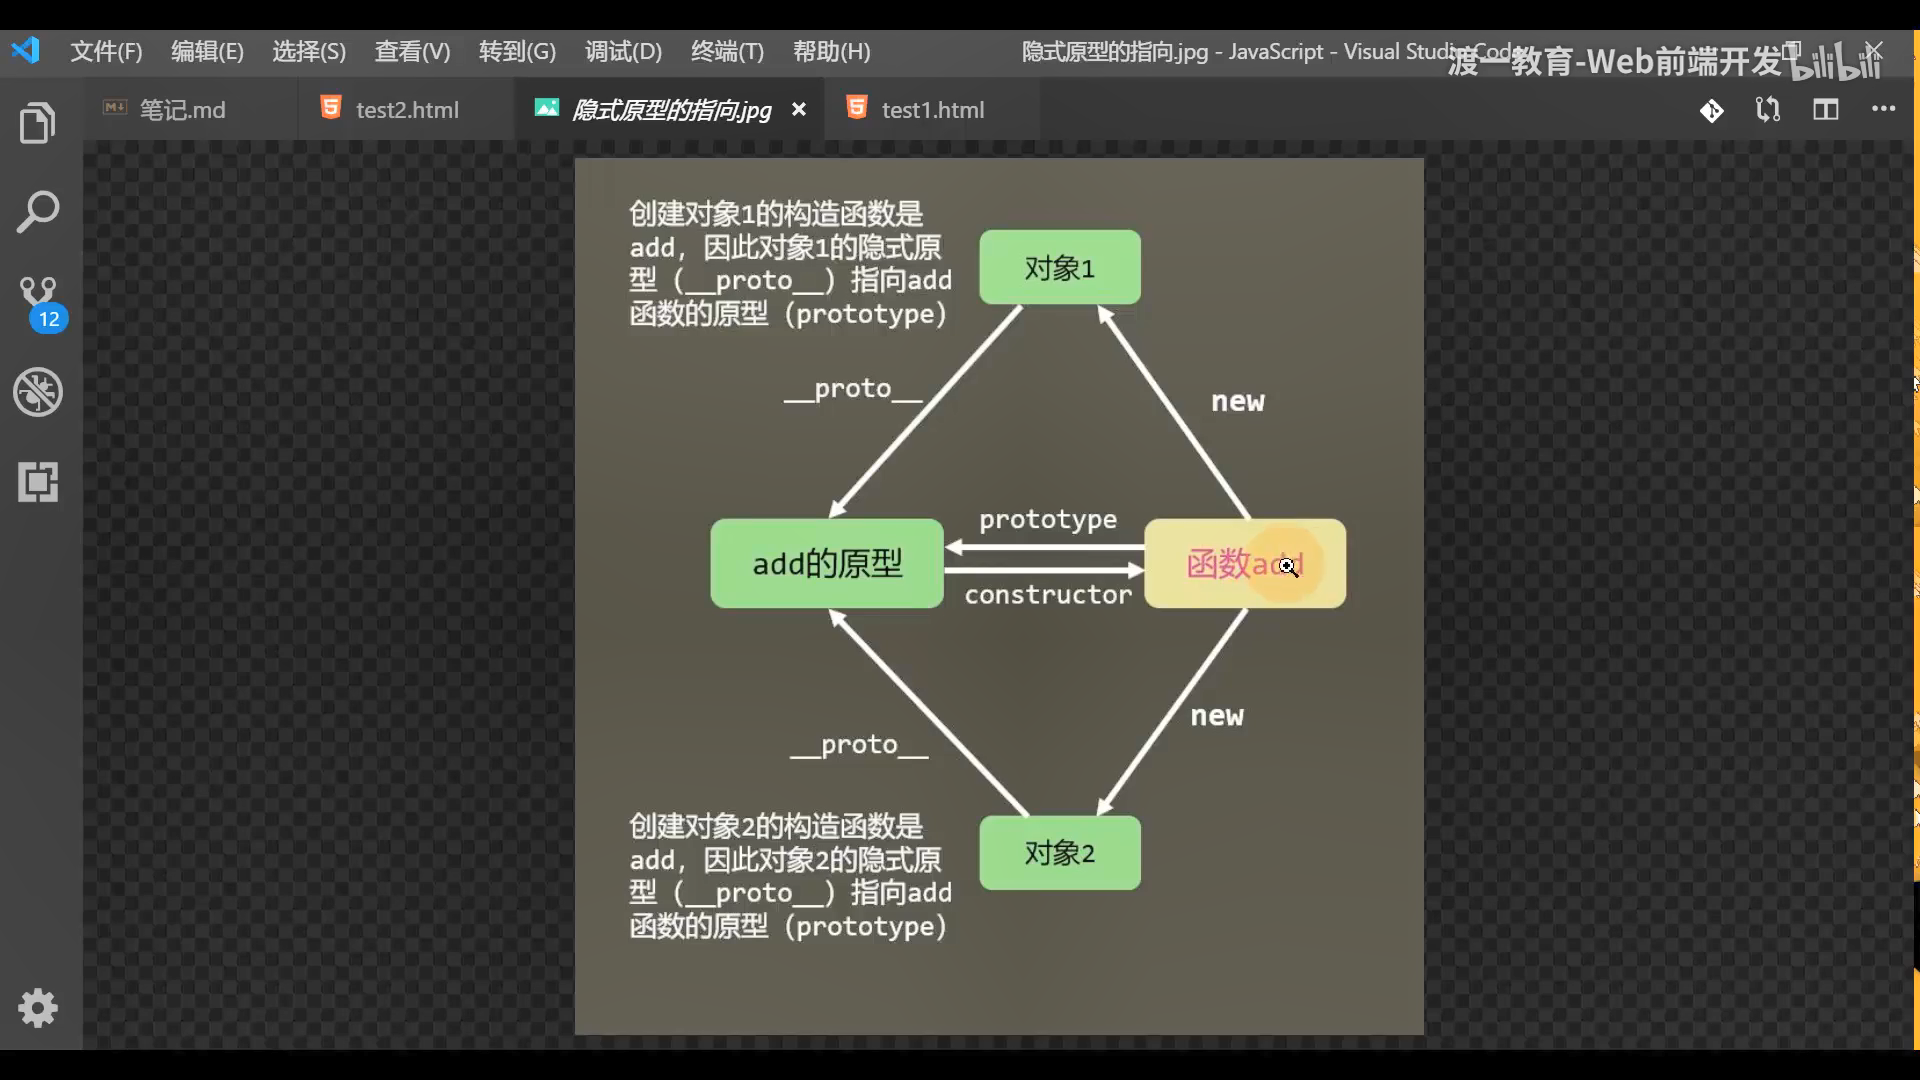 文件(F) 编辑(E) 选择(S) 查看(V) 转到(G) 调试(D) 终端(T) 帮助(H) 隐式原型的指向.jpg - JavaScript - Visual Studio Code
渡一教育-Web前端开发 bilibili
笔记.md test2.html 隐式原型的指向.jpg test1.html
12
创建对象1的构造函数是
add，因此对象1的隐式原
型（__proto__）指向add
函数的原型（prototype）
对象1
__proto__
new
prototype
add的原型
函数add
constructor
new
__proto__
创建对象2的构造函数是
add，因此对象2的隐式原
型（__proto__）指向add
函数的原型（prototype）
对象2